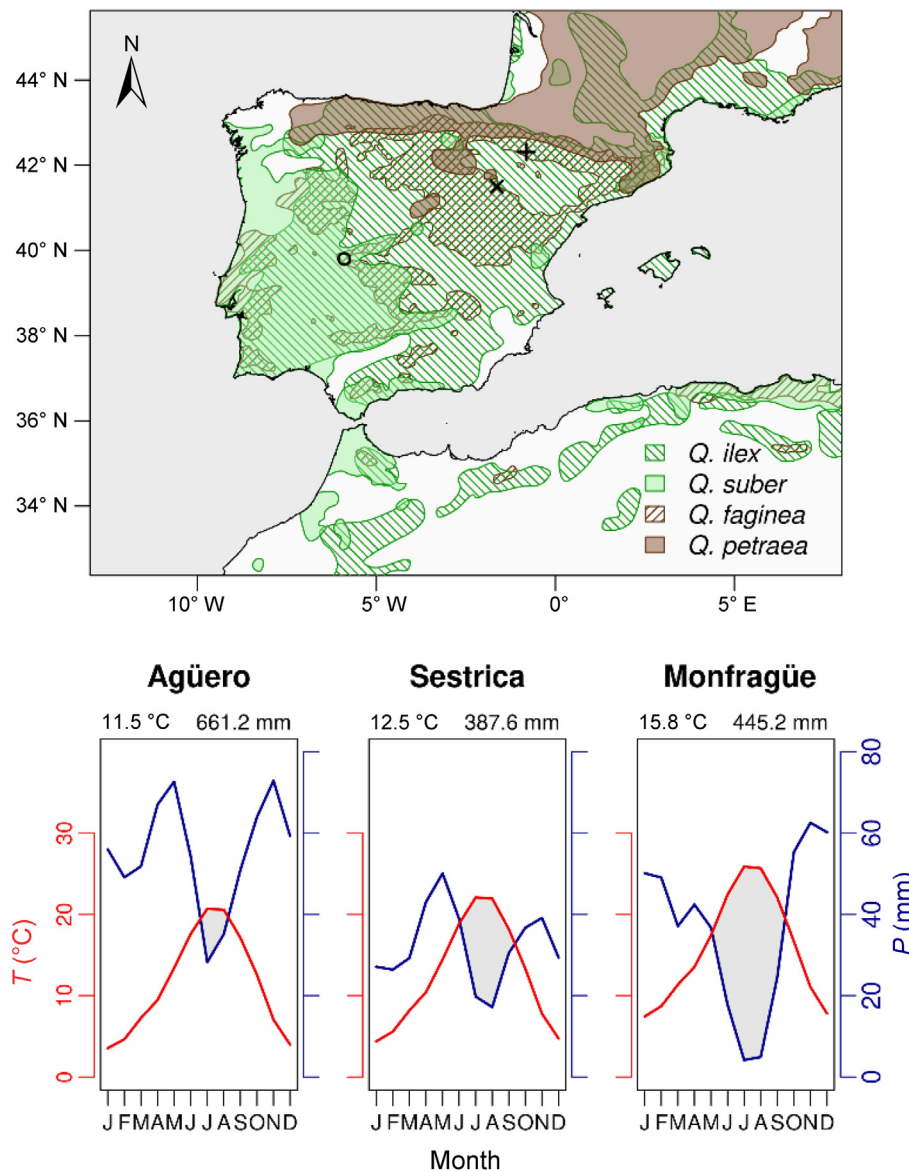 N
44° N
42° N
40° N
38° N
36° N
34° N
Q. ilex
Q. suber
Q. faginea
Q. petraea
10° W 5° W 0° 5° E
Agüero Sestrica Monfragüe
11.5 °C 661.2 mm 12.5 °C 387.6 mm 15.8 °C 445.2 mm
80
30 60
20 40
10 20
0 0
T (°C)
P (mm)
J F M A M J J A S O N D J F M A M J J A S O N D J F M A M J J A S O N D
Month